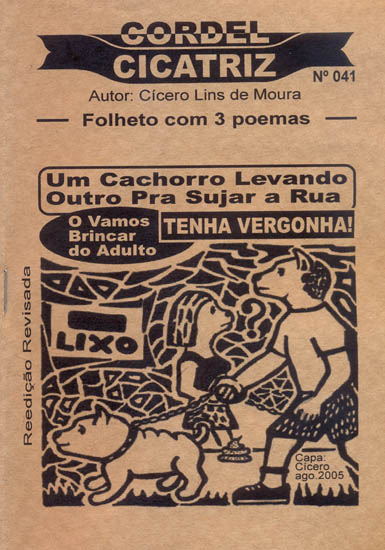 CORDEL
CICATRIZ
Nº 041
Autor: Cícero Lins de Moura
Folheto com 3 poemas
Um Cachorro Levando
Outro Pra Sujar a Rua
O Vamos
Brincar
do Adulto
TENHA VERGONHA!
LIXO
Reedição Revisada
Capa:
Cícero
ago.2005